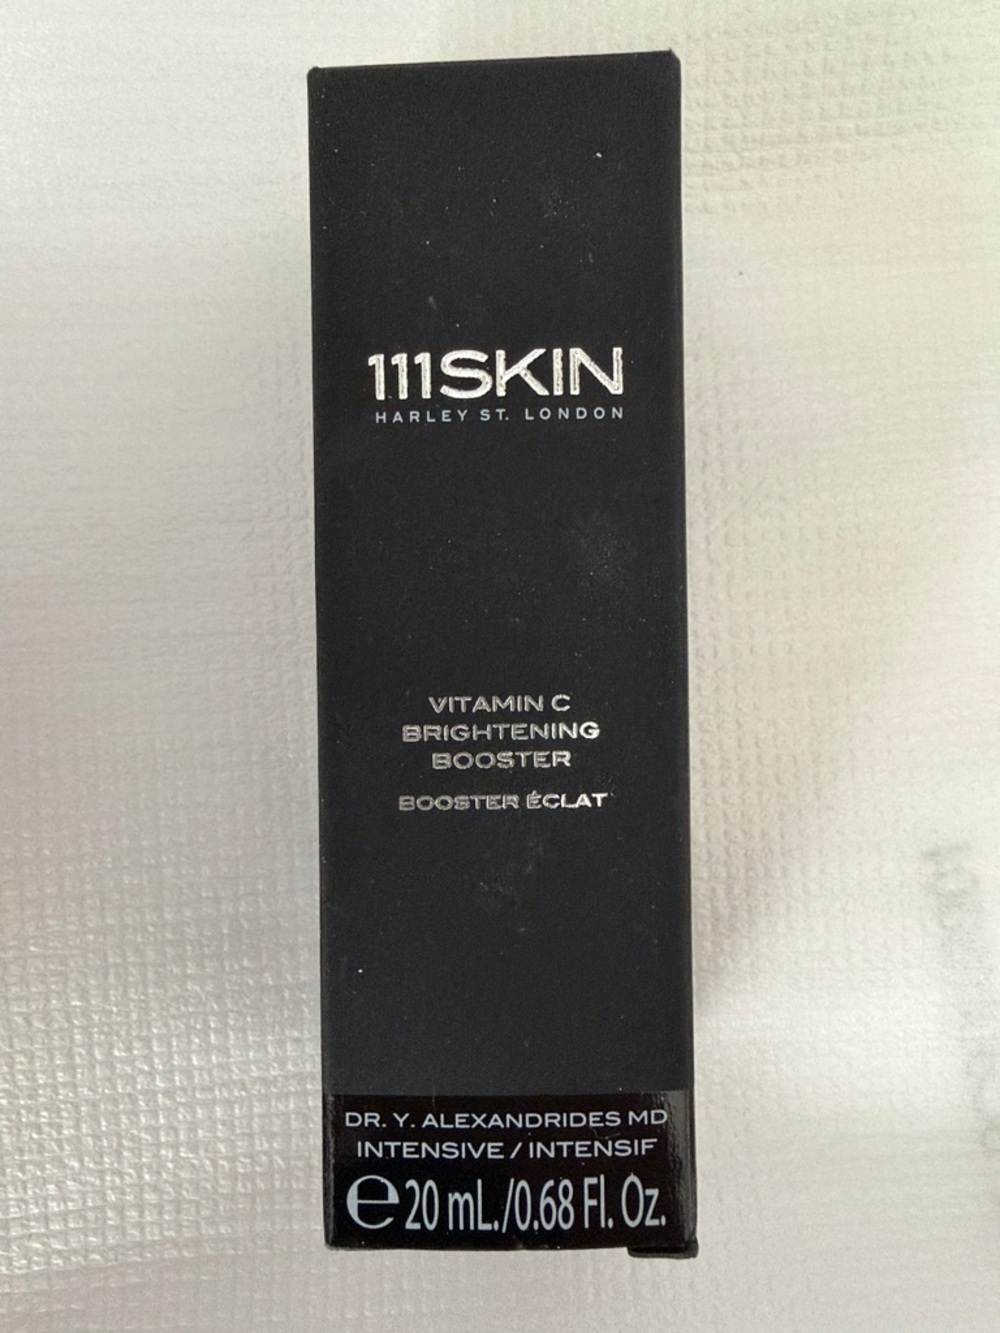 111SKIN
HARLEY ST. LONDON
VITAMIN C
BRIGHTENING
BOOSTER
BOOSTER ÉCLAT
DR. Y. ALEXANDRIDES MD
INTENSIVE / INTENSIF
℮ 20 mL./0.68 Fl. Oz.